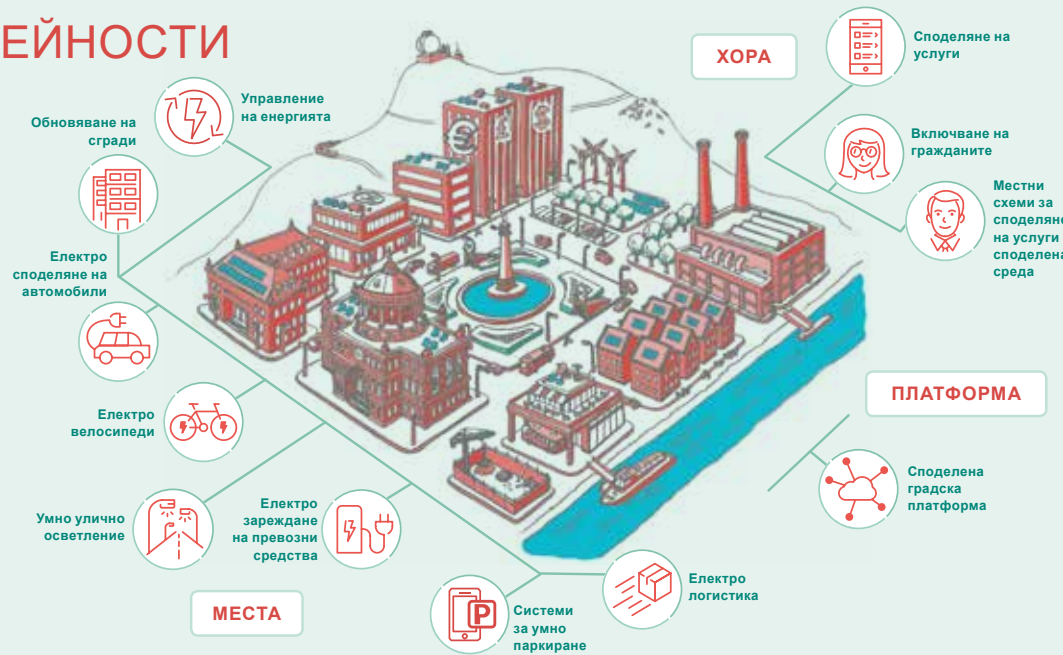 ЕЙНОСТИ
ХОРА
Споделяне на
услуги
Управление
на енергията
Обновяване на
сгради
Включване на
гражданите
Местни
схеми за
споделяне
на услуги
споделена
среда
Електро
споделяне на
автомобили
ПЛАТФОРМА
Електро
велосипеди
Споделена
градска
платформа
Умно улично
осветление
Електро
зареждане
на превозни
средства
P
Електро
логистика
МЕСТА
Системи
за умно
паркиране